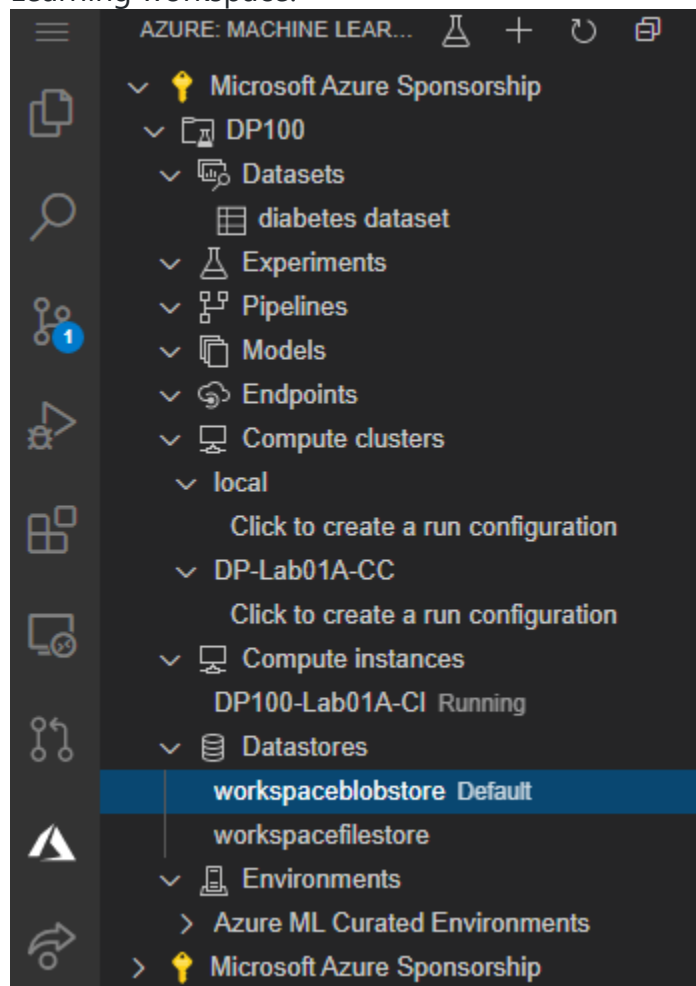 Learning workspace.
AZURE: MACHINE LEAR...
Microsoft Azure Sponsorship
DP100
Datasets
diabetes dataset
Experiments
Pipelines
Models
Endpoints
Compute clusters
local
Click to create a run configuration
DP-Lab01A-CC
Click to create a run configuration
Compute instances
DP100-Lab01A-CI Running
Datastores
workspaceblobstore Default
workspacefilestore
Environments
Azure ML Curated Environments
Microsoft Azure Sponsorship
1